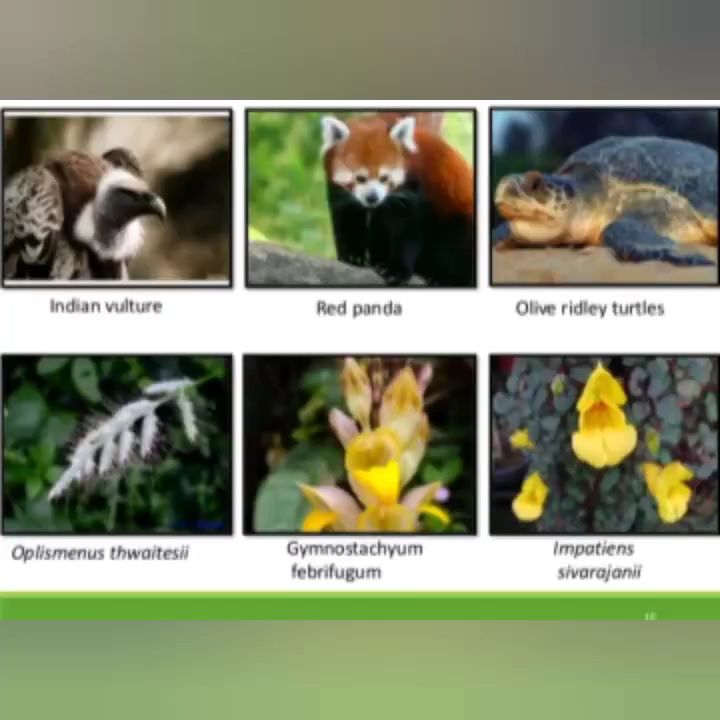 Indian vulture
Red panda
Olive ridley turtles
Oplismenus thwaitesii
Gymnostachyum
febrifugum
Impatiens
sivarajanii